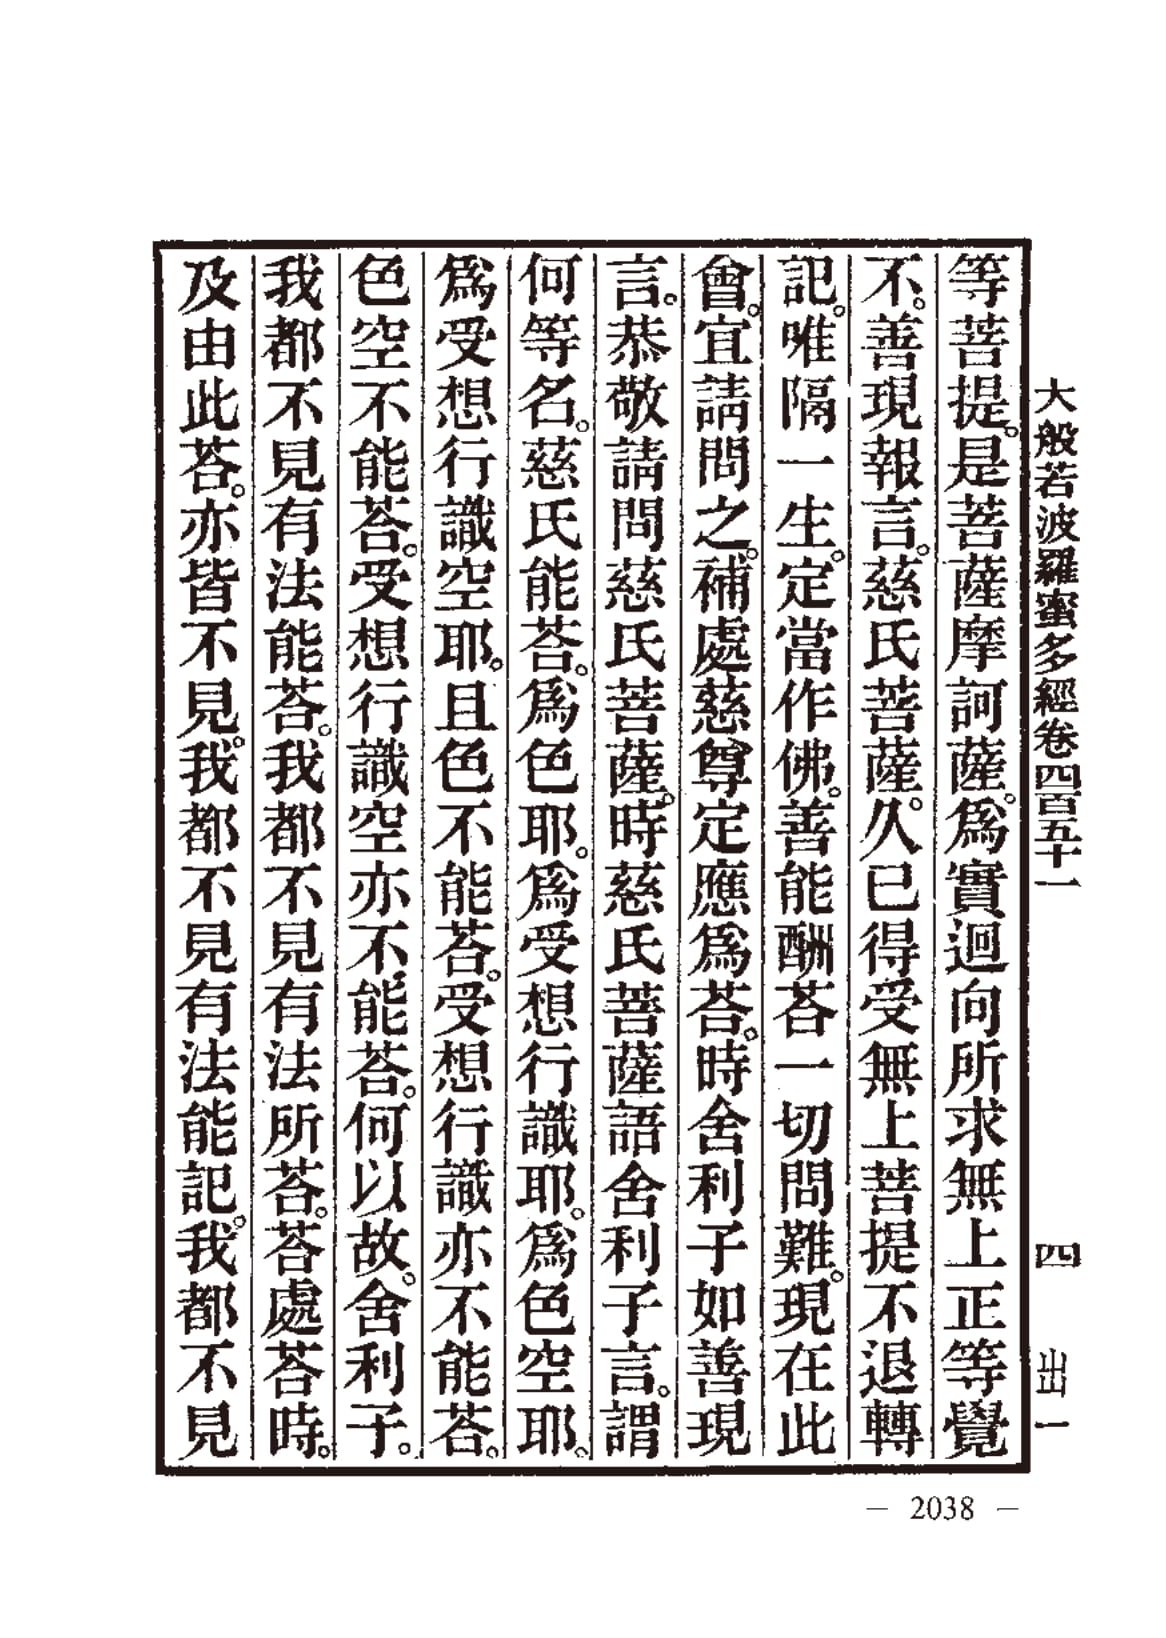 大般若波羅蜜多經卷四百五十一 四 出一
等菩提。是菩薩摩訶薩。爲實迴向所求無上正等覺
不。善現報言。慈氏菩薩。久已得受無上菩提不退轉
記。唯隔一生。定當作佛。善能酬荅一切問難。現在此
會。宜請問之。補處慈尊定應爲荅。時舍利子如善現
言。恭敬請問慈氏菩薩。時慈氏菩薩語舍利子言。謂
何等名。慈氏能荅。爲色耶。爲受想行識耶。爲色空耶。
爲受想行識空耶。且色不能荅。受想行識亦不能荅。
色空不能荅。受想行識空亦不能荅。何以故。舍利子。
我都不見有法能荅。我都不見有法所荅。荅處荅時。
及由此荅。亦皆不見。我都不見有法能記。我都不見
— 2038 —